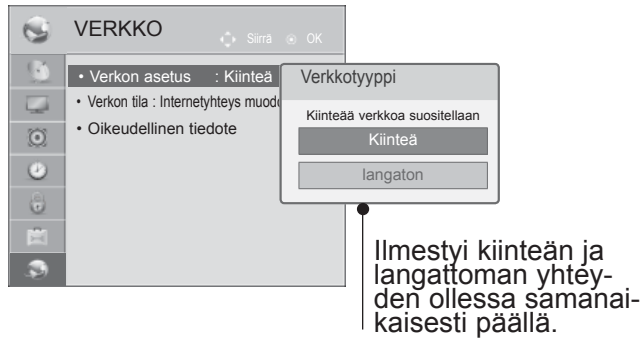 VERKKO
Siirrä OK
• Verkon asetus : Kiinteä
• Verkon tila : Internetyhteys muodo
• Oikeudellinen tiedote
Verkkotyyppi
Kiinteää verkkoa suositellaan
Kiinteä
langaton
Ilmestyi kiinteän ja
langattoman yhtey-
den ollessa samanai-
kaisesti päällä.